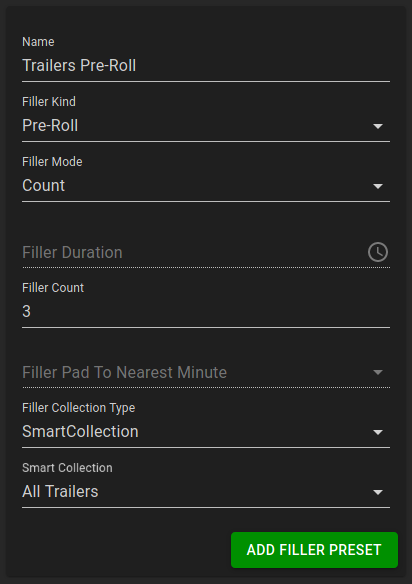 Name
Trailers Pre-Roll
Filler Kind
Pre-Roll
Filler Mode
Count
Filler Duration
Filler Count
3
Filler Pad To Nearest Minute
Filler Collection Type
SmartCollection
Smart Collection
All Trailers
ADD FILLER PRESET